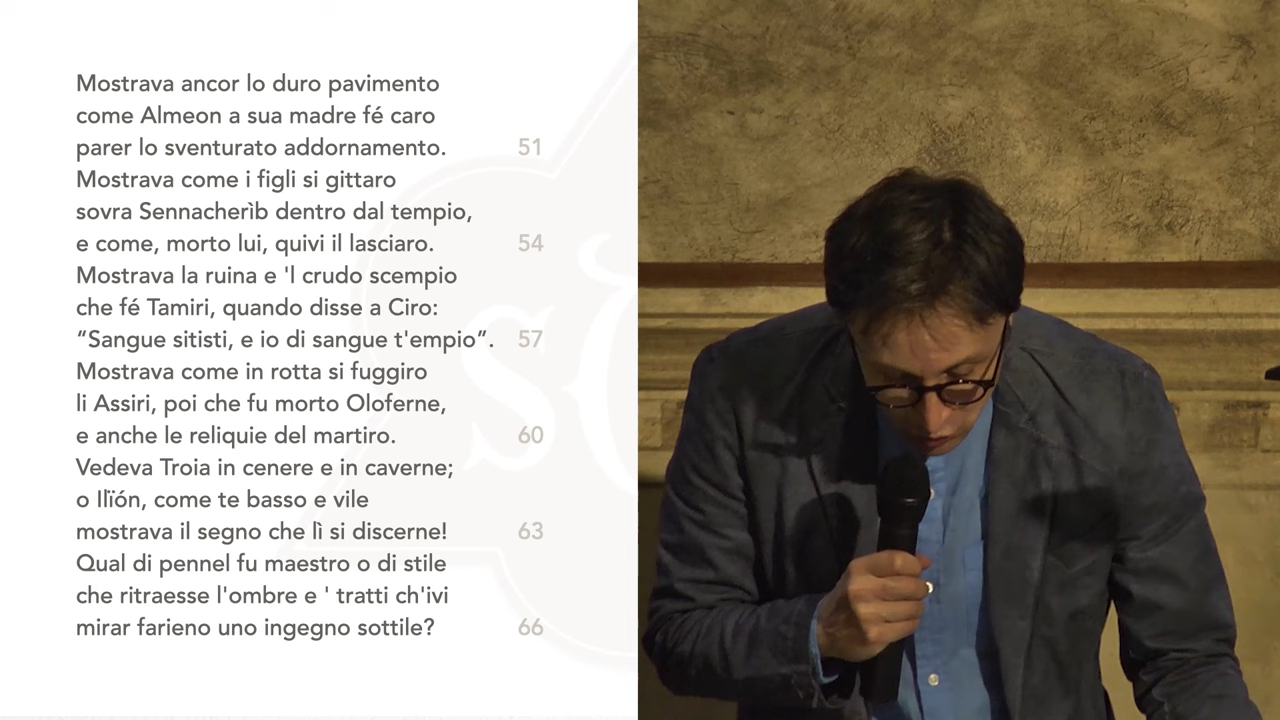 Mostrava ancor lo duro pavimento
come Almeon a sua madre fé caro
parer lo sventurato addornamento. 51
Mostrava come i figli si gittaro
sovra Sennacherìb dentro dal tempio,
e come, morto lui, quivi il lasciaro. 54
Mostrava la ruina e 'l crudo scempio
che fé Tamiri, quando disse a Ciro:
“Sangue sitisti, e io di sangue t'empio”. 57
Mostrava come in rotta si fuggiro
li Assiri, poi che fu morto Oloferne,
e anche le reliquie del martiro. 60
Vedeva Troia in cenere e in caverne;
o Ilïón, come te basso e vile
mostrava il segno che lì si discerne! 63
Qual di pennel fu maestro o di stile
che ritraesse l'ombre e ' tratti ch'ivi
mirar farieno uno ingegno sottile? 66